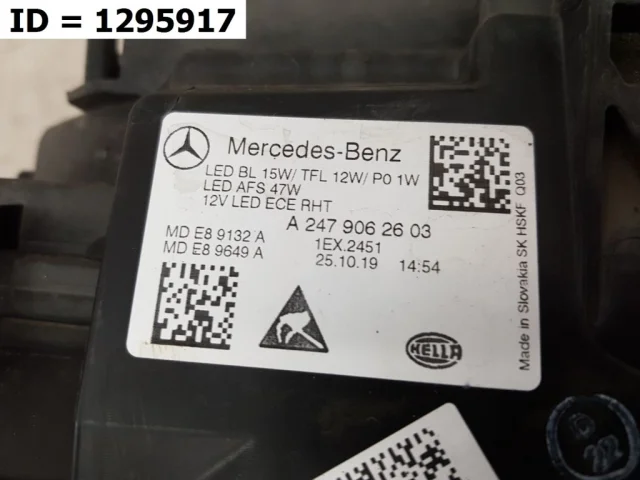 ID = 1295917
Mercedes-Benz
LED BL 15W/ TFL 12W/ P0 1W
LED AFS 47W
12V LED ECE RHT
A 247 906 26 03
MD E8 9132 A
1EX.2451
MD E8 9649 A
25.10.19 14:54
HELLA
Made in Slovakia SK HSKF Q03